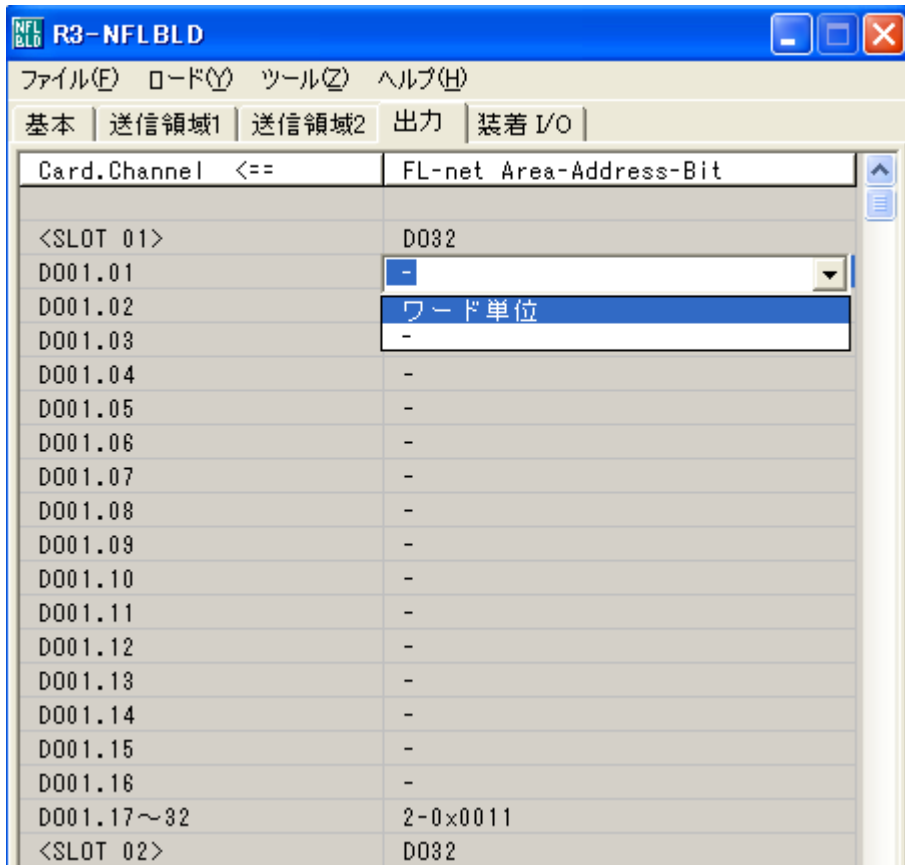 NFL BLD R3-NFLBLD
ファイル(F) ロード(Y) ツール(Z) ヘルプ(H)
基本 送信領域1 送信領域2 出力 装着 I/O
Card.Channel <== FL-net Area-Address-Bit
<SLOT 01> DO32
DO01.01 -
DO01.02 ワード単位
DO01.03 -
DO01.04 -
DO01.05 -
DO01.06 -
DO01.07 -
DO01.08 -
DO01.09 -
DO01.10 -
DO01.11 -
DO01.12 -
DO01.13 -
DO01.14 -
DO01.15 -
DO01.16 -
DO01.17～32 2-0x0011
<SLOT 02> DO32